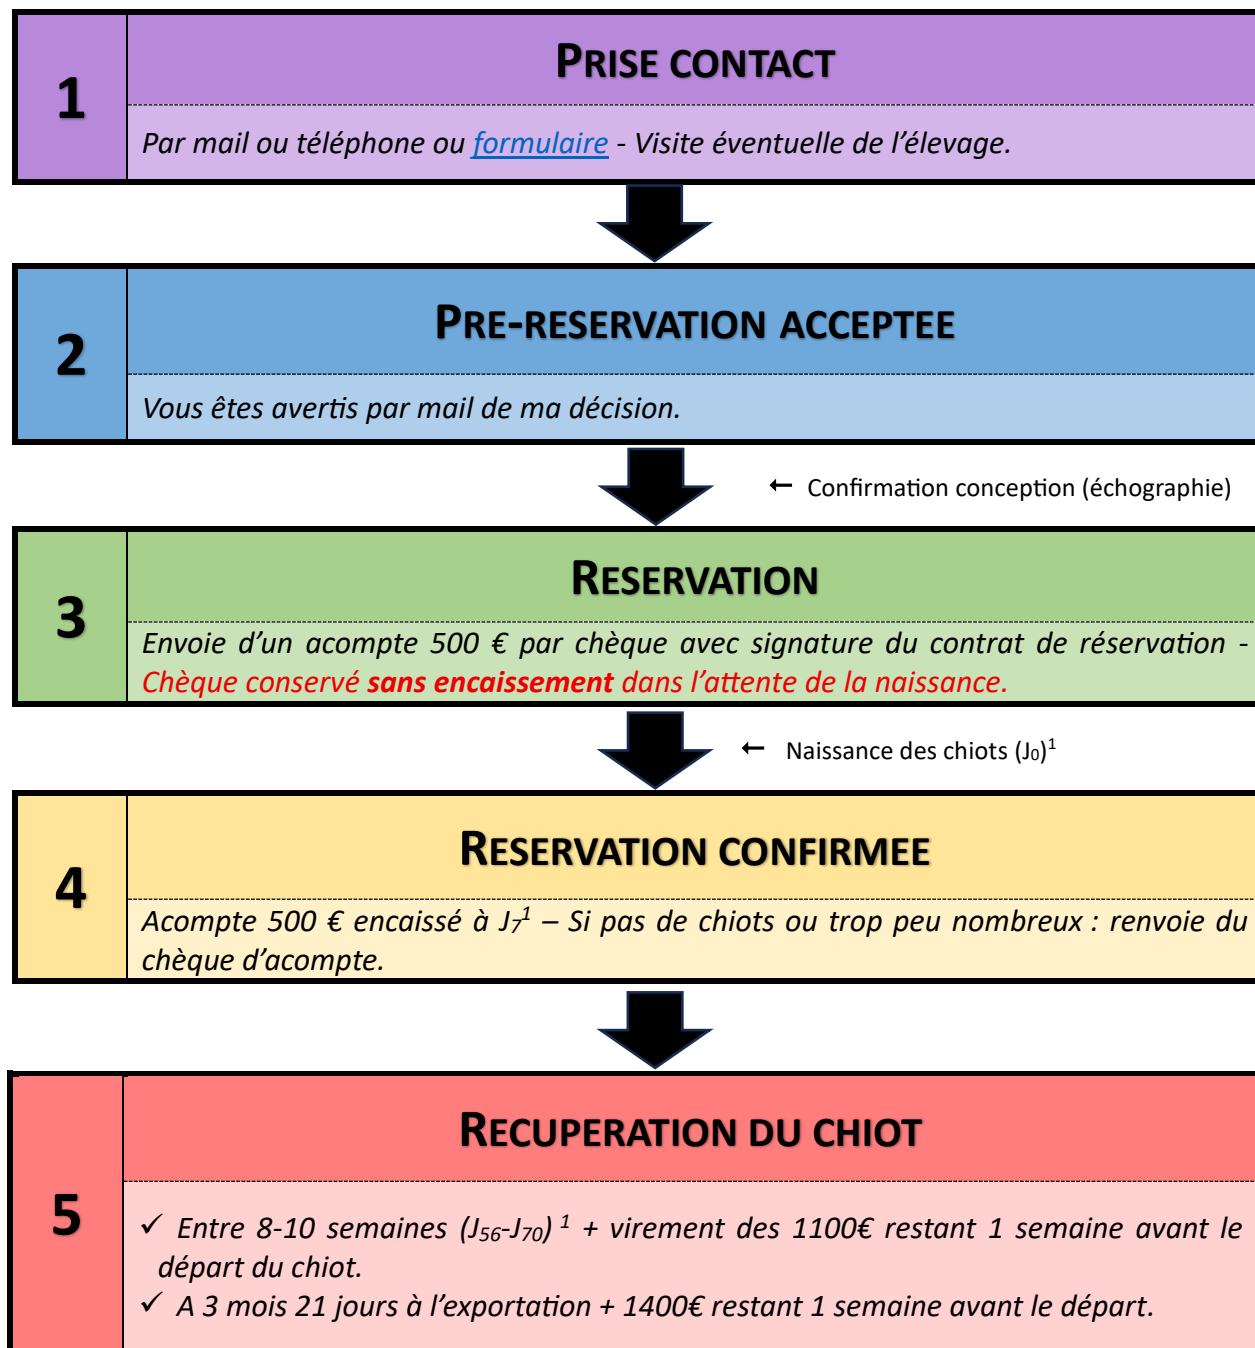 1
PRISE CONTACT
Par mail ou téléphone ou formulaire - Visite éventuelle de l’élevage.
2
PRE-RESERVATION ACCEPTEE
Vous êtes avertis par mail de ma décision.
← Confirmation conception (échographie)
3
RESERVATION
Envoie d’un acompte 500 € par chèque avec signature du contrat de réservation -
Chèque conservé sans encaissement dans l’attente de la naissance.
← Naissance des chiots (J₀)¹
4
RESERVATION CONFIRMEE
Acompte 500 € encaissé à J₇¹ – Si pas de chiots ou trop peu nombreux : renvoie du
chèque d’acompte.
5
RECUPERATION DU CHIOT
✓ Entre 8-10 semaines (J₅₆-J₇₀) ¹ + virement des 1100€ restant 1 semaine avant le
départ du chiot.
✓ A 3 mois 21 jours à l’exportation + 1400€ restant 1 semaine avant le départ.